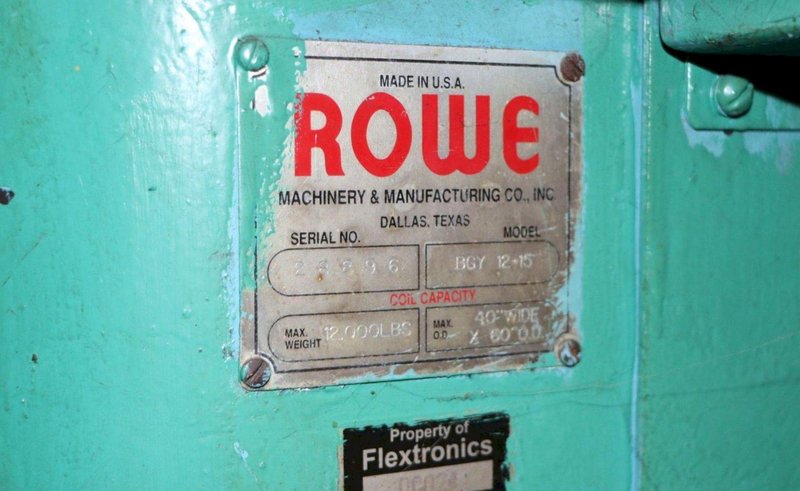 MADE IN U.S.A.
ROWE
MACHINERY & MANUFACTURING CO., INC
DALLAS, TEXAS
SERIAL NO. MODEL
BGY 12-15
COIL CAPACITY
MAX. WEIGHT 12,000LBS
MAX. O.D. 40"WIDE X 60"O.D.
Property of
Flextronics